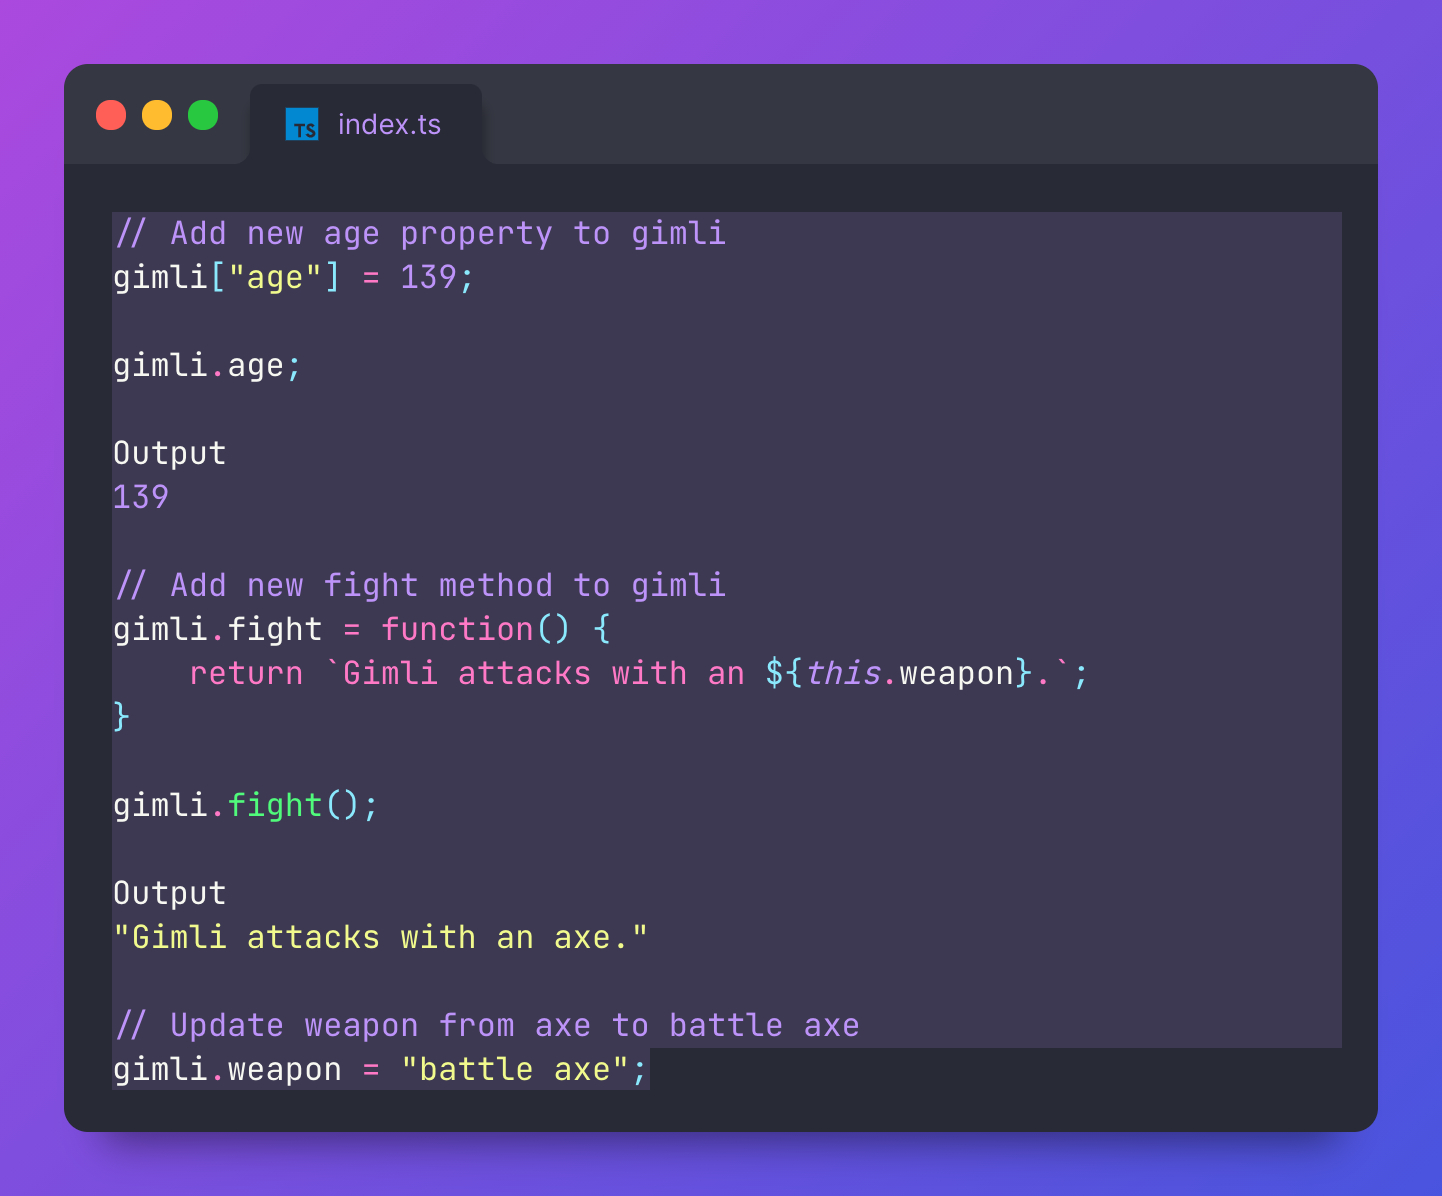 TS index.ts
// Add new age property to gimli
gimli["age"] = 139;
gimli.age;
Output
139
// Add new fight method to gimli
gimli.fight = function() {
    return `Gimli attacks with an ${this.weapon}.`;
}
gimli.fight();
Output
"Gimli attacks with an axe."
// Update weapon from axe to battle axe
gimli.weapon = "battle axe";